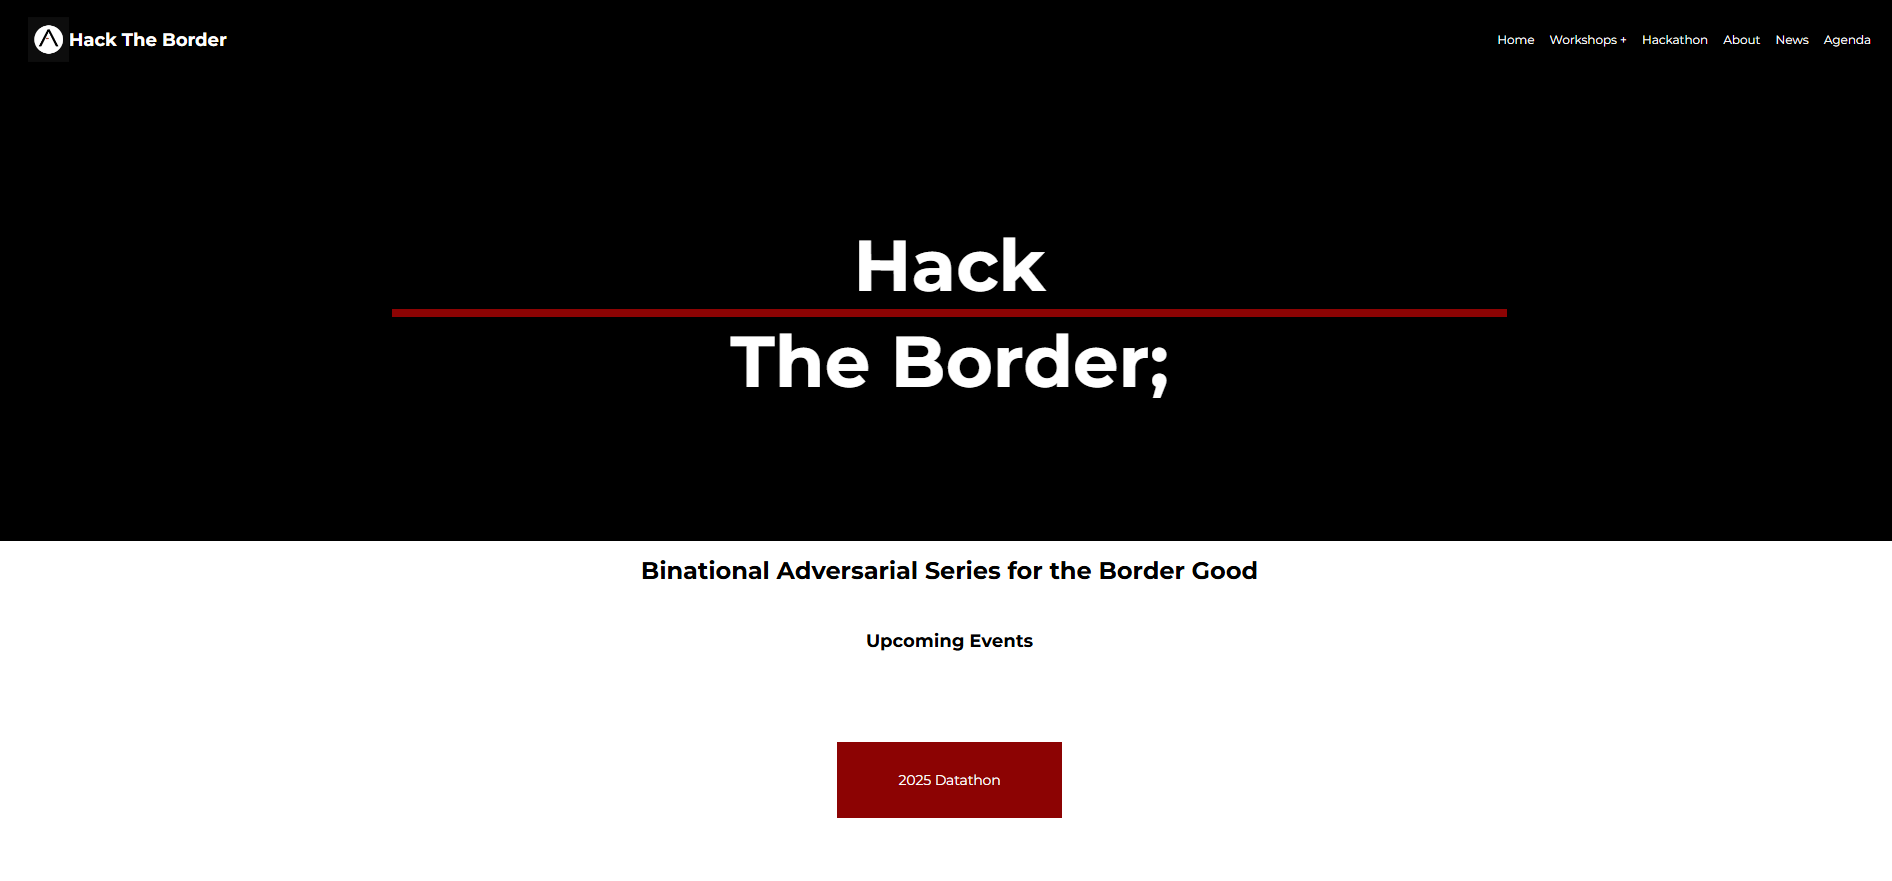 Hack The Border
Home Workshops + Hackathon About News Agenda
Hack
The Border;
Binational Adversarial Series for the Border Good
Upcoming Events
2025 Datathon